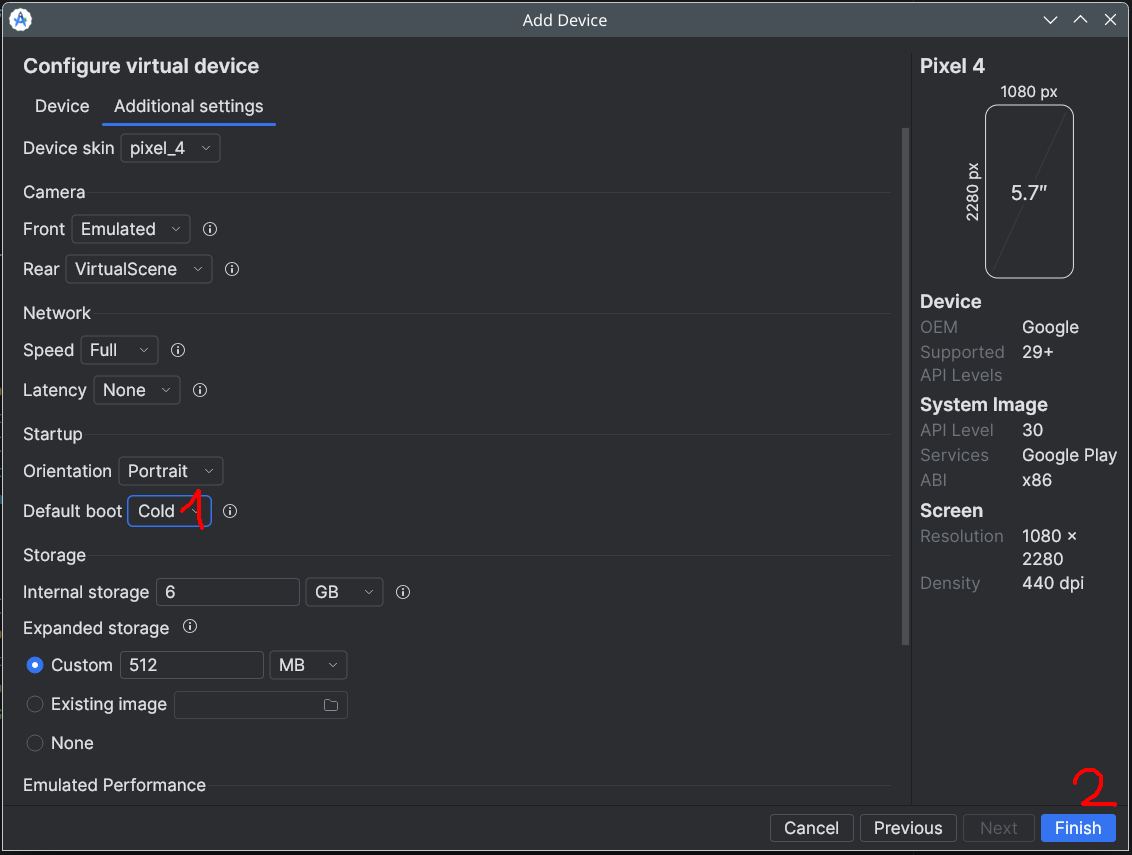 Add Device
Configure virtual device
Device Additional settings
Device skin pixel_4
Camera
Front Emulated
Rear VirtualScene
Network
Speed Full
Latency None
Startup
Orientation Portrait
Default boot Cold 1
Storage
Internal storage 6 GB
Expanded storage
Custom 512 MB
Existing image
None
Emulated Performance
Pixel 4
1080 px
2280 px
5.7″
Device
OEM Google
Supported 29+
API Levels
System Image
API Level 30
Services Google Play
ABI x86
Screen
Resolution 1080 ×
2280
Density 440 dpi
2
Cancel Previous Next Finish